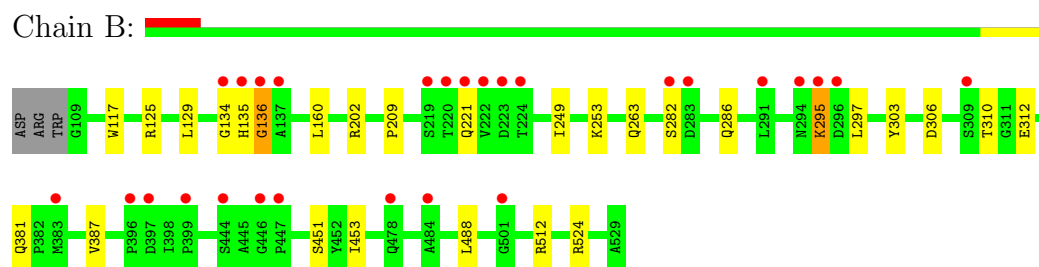 Chain B:
ASP ARG TRP G109 W117 R125 L129 G134 H135 G136 A137 L160 R202 P209 S219 T220 Q221 V222 D223 T224 I249 K253 Q263 S282 D283 Q286 L291 N294 K295 D296 L297 Y303 D306 S309 T310 G311 E312
Q381 P382 M383 V387 P396 D397 I398 P399 S444 A445 G446 P447 S451 Y452 I453 Q478 A484 L488 G501 R512 R524 A529